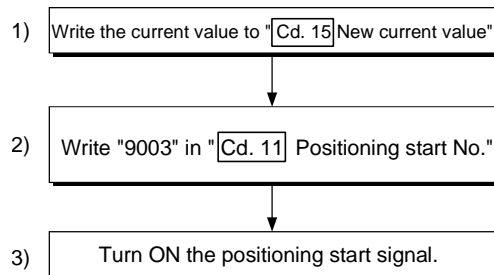 1) Write the current value to "Cd. 15 New current value"
2) Write "9003" in "Cd. 11 Positioning start No."
3) Turn ON the positioning start signal.